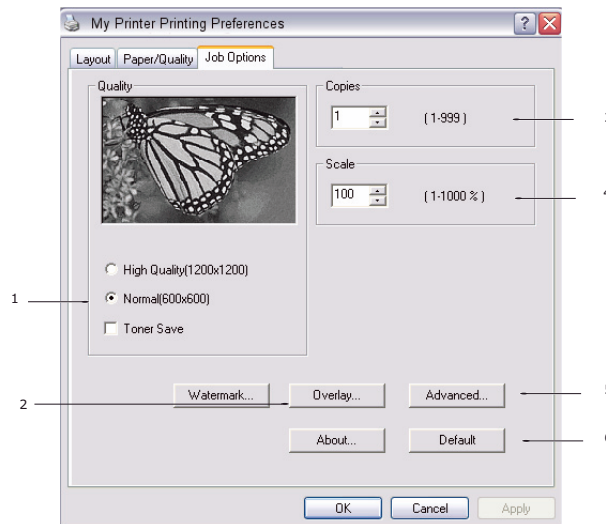 My Printer Printing Preferences
?
Layout
Paper/Quality
Job Options
Quality
Copies
1
(1-999)
Scale
100
(1-1000 %)
High Quality(1200x1200)
Normal(600x600)
Toner Save
1
Watermark...
Overlay...
Advanced...
2
About...
Default
OK
Cancel
Apply